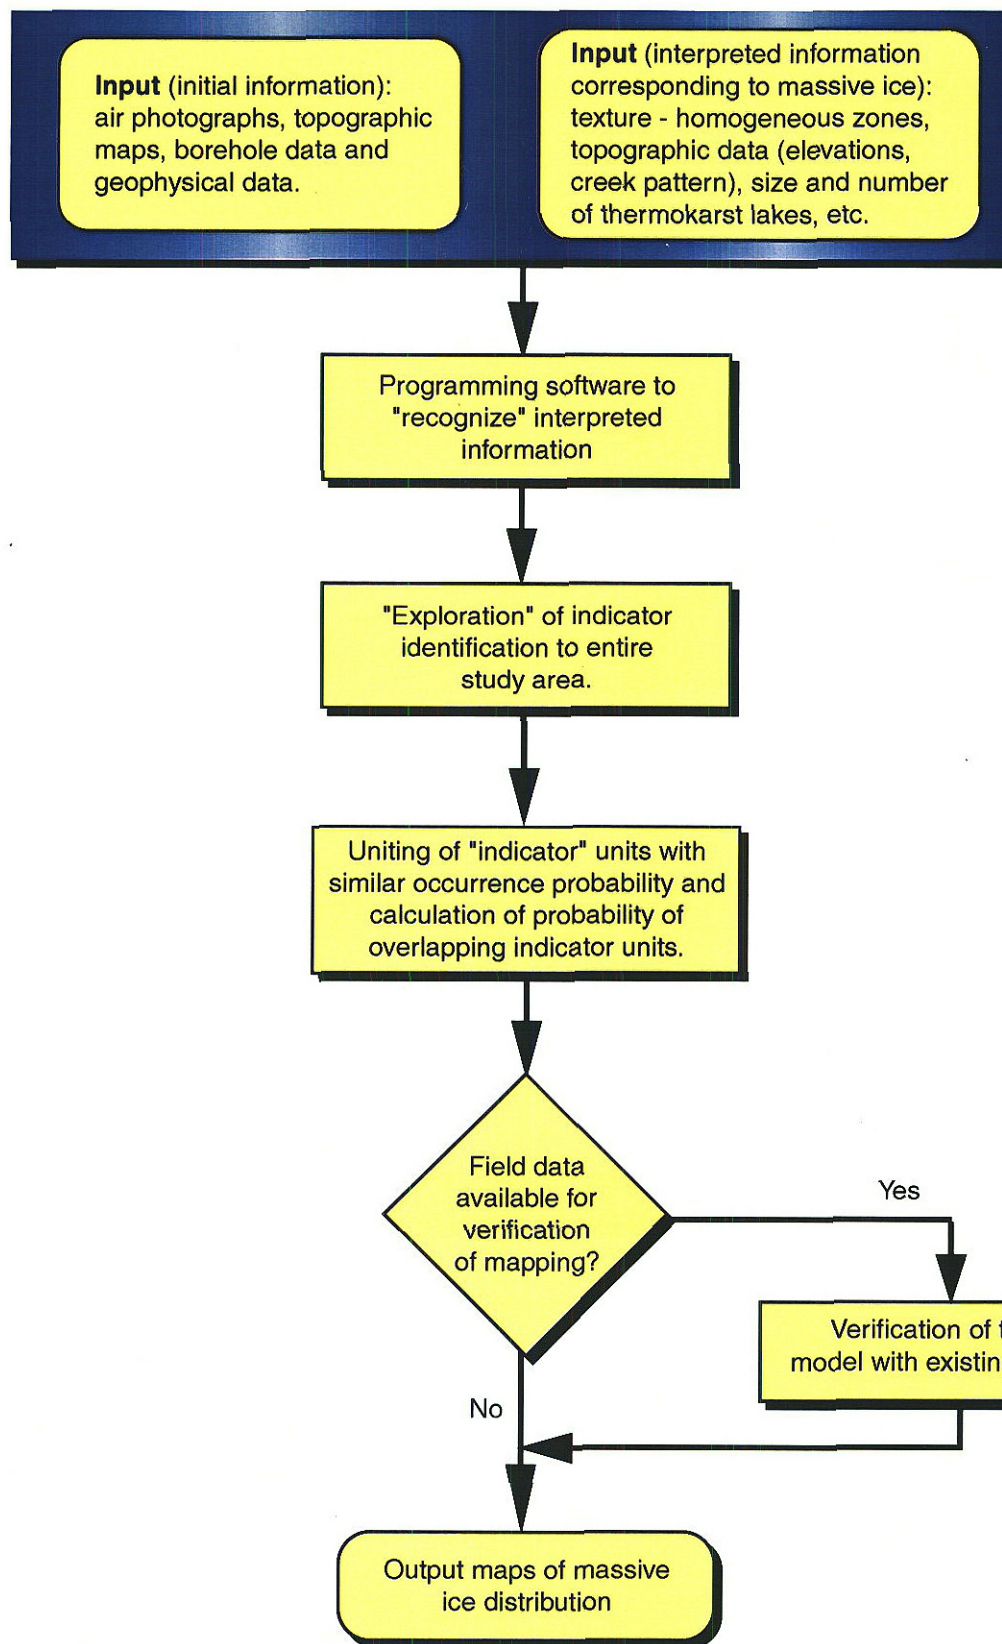 Input (initial information):
air photographs, topographic
maps, borehole data and
geophysical data.
Input (interpreted information
corresponding to massive ice):
texture - homogeneous zones,
topographic data (elevations,
creek pattern), size and number
of thermokarst lakes, etc.
Programming software to
"recognize" interpreted
information
"Exploration" of indicator
identification to entire
study area.
Uniting of "indicator" units with
similar occurrence probability and
calculation of probability of
overlapping indicator units.
Field data
available for
verification
of mapping?
Yes
Verification of
model with
No
Output maps of massive
ice distribution